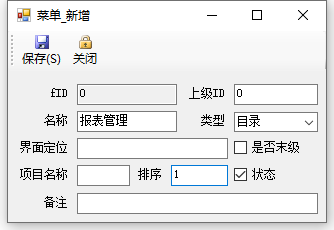 菜单_新增
保存(S) 关闭
fID 0 上级ID 0
名称 报表管理 类型 目录
界面定位 是否末级
项目名称 排序 1 状态
备注